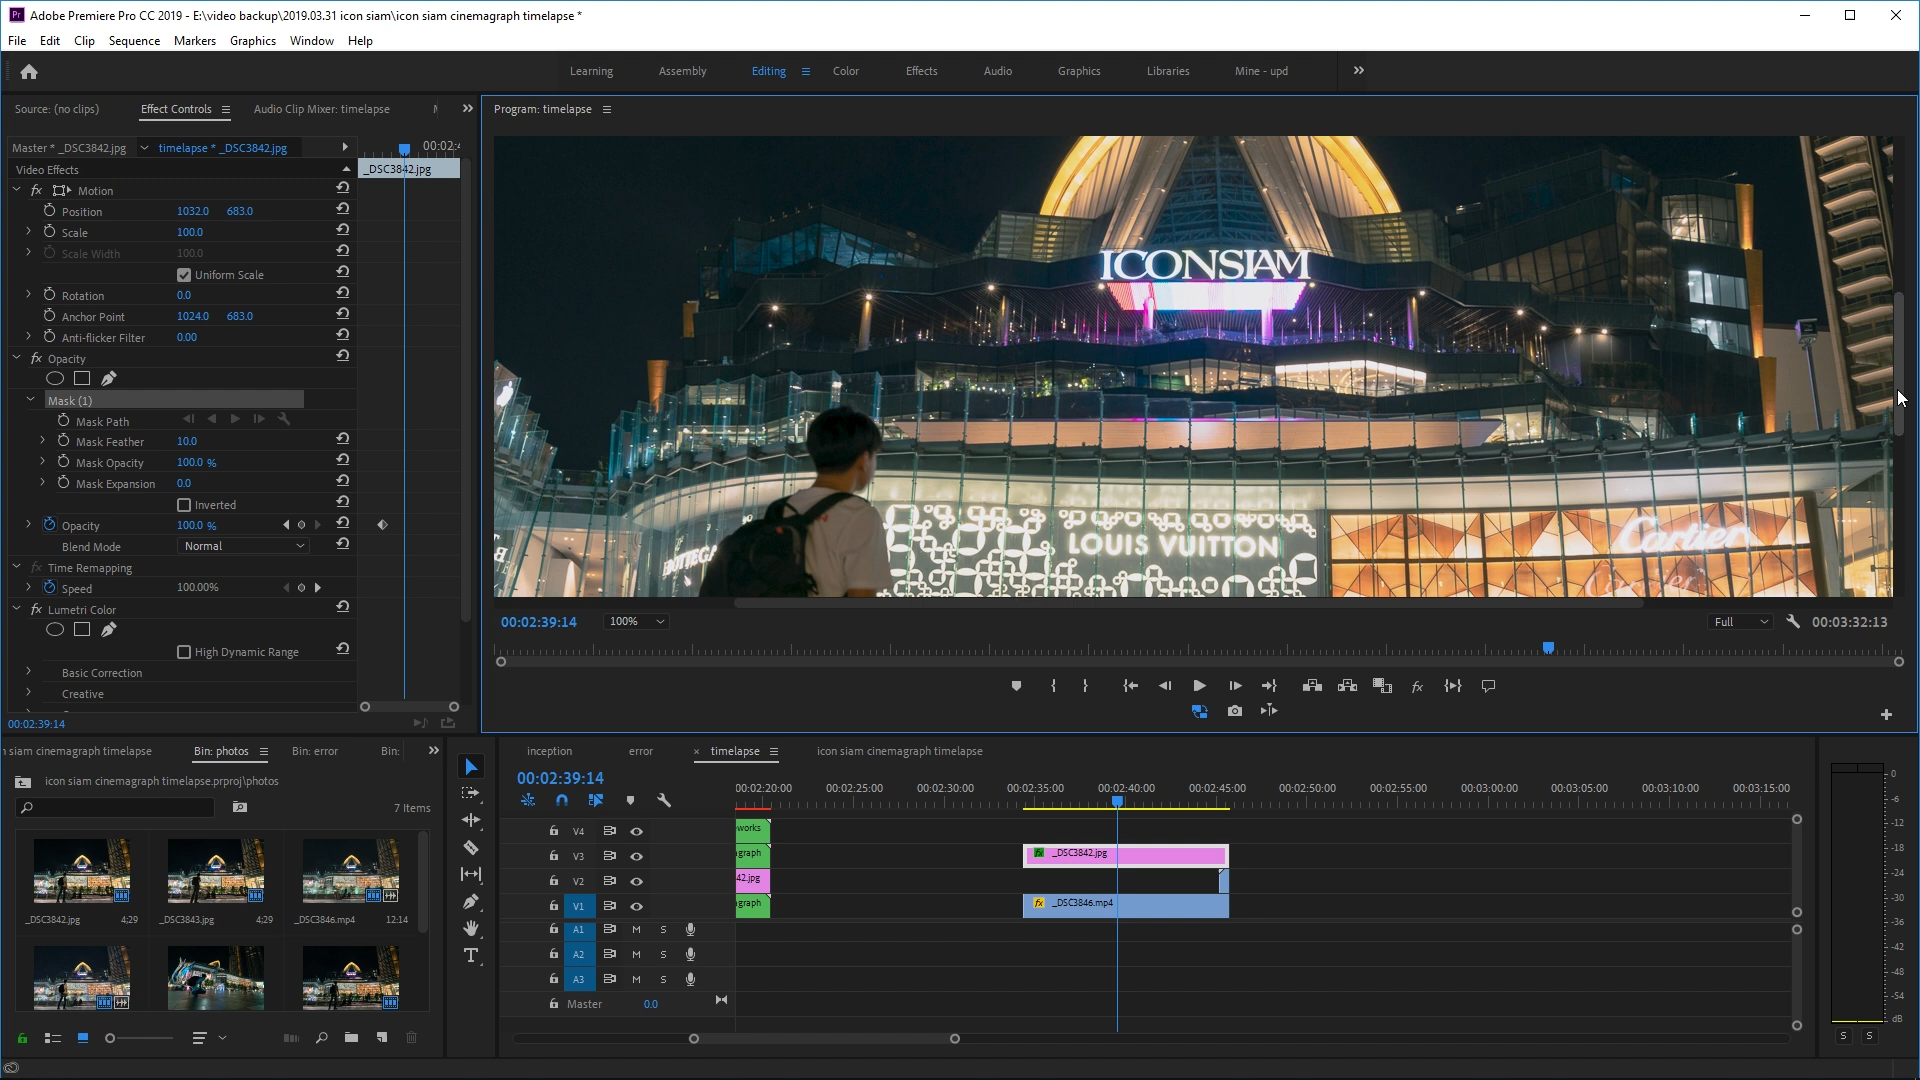 Adobe Premiere Pro CC 2019 - E:\video backup\2019.03.31 icon siam\icon siam cinemagraph timelapse *
File Edit Clip Sequence Markers Graphics Window Help
Learning Assembly Editing Color Effects Audio Graphics Libraries Mine - upd
Source: (no clips) Effect Controls Audio Clip Mixer: timelapse
Program: timelapse
Master * _DSC3842.jpg timelapse * _DSC3842.jpg 00:02:4
Video Effects _DSC3842.jpg
fx Motion
Position 1032.0 683.0
Scale 100.0
Scale Width 100.0
Uniform Scale
Rotation 0.0
Anchor Point 1024.0 683.0
Anti-flicker Filter 0.00
fx Opacity
Mask (1)
Mask Path
Mask Feather 10.0
Mask Opacity 100.0 %
Mask Expansion 0.0
Inverted
Opacity 100.0 %
Blend Mode Normal
fx Time Remapping
Speed 100.00%
fx Lumetri Color
High Dynamic Range
Basic Correction
Creative
00:02:39:14
ICONSIAM
BOTTEGA
LOUIS VUITTON
Cartier
Cartier
00:02:39:14 100% Full 00:03:32:13
fx
n siam cinemagraph timelapse Bin: photos Bin: error Bin:
icon siam cinemagraph timelapse.prproj\photos
7 Items
_DSC3842.jpg 4;29 _DSC3843.jpg 4;29 _DSC3846.mp4 12:14
T
inception error × timelapse icon siam cinemagraph timelapse
00:02:39:14
00:02:20:00 00:02:25:00 00:02:30:00 00:02:35:00 00:02:40:00 00:02:45:00 00:02:50:00 00:02:55:00 00:03:00:00 00:03:05:00 00:03:10:00 00:03:15:00
V4 works
V3 agraph fx _DSC3842.jpg
V2 42.jpg
V1 agraph fx _DSC3846.mp4
A1 M S
A2 M S
A3 M S
Master 0.0
0
-6
-12
-18
-24
-30
-36
-42
-48
-54
dB
S S